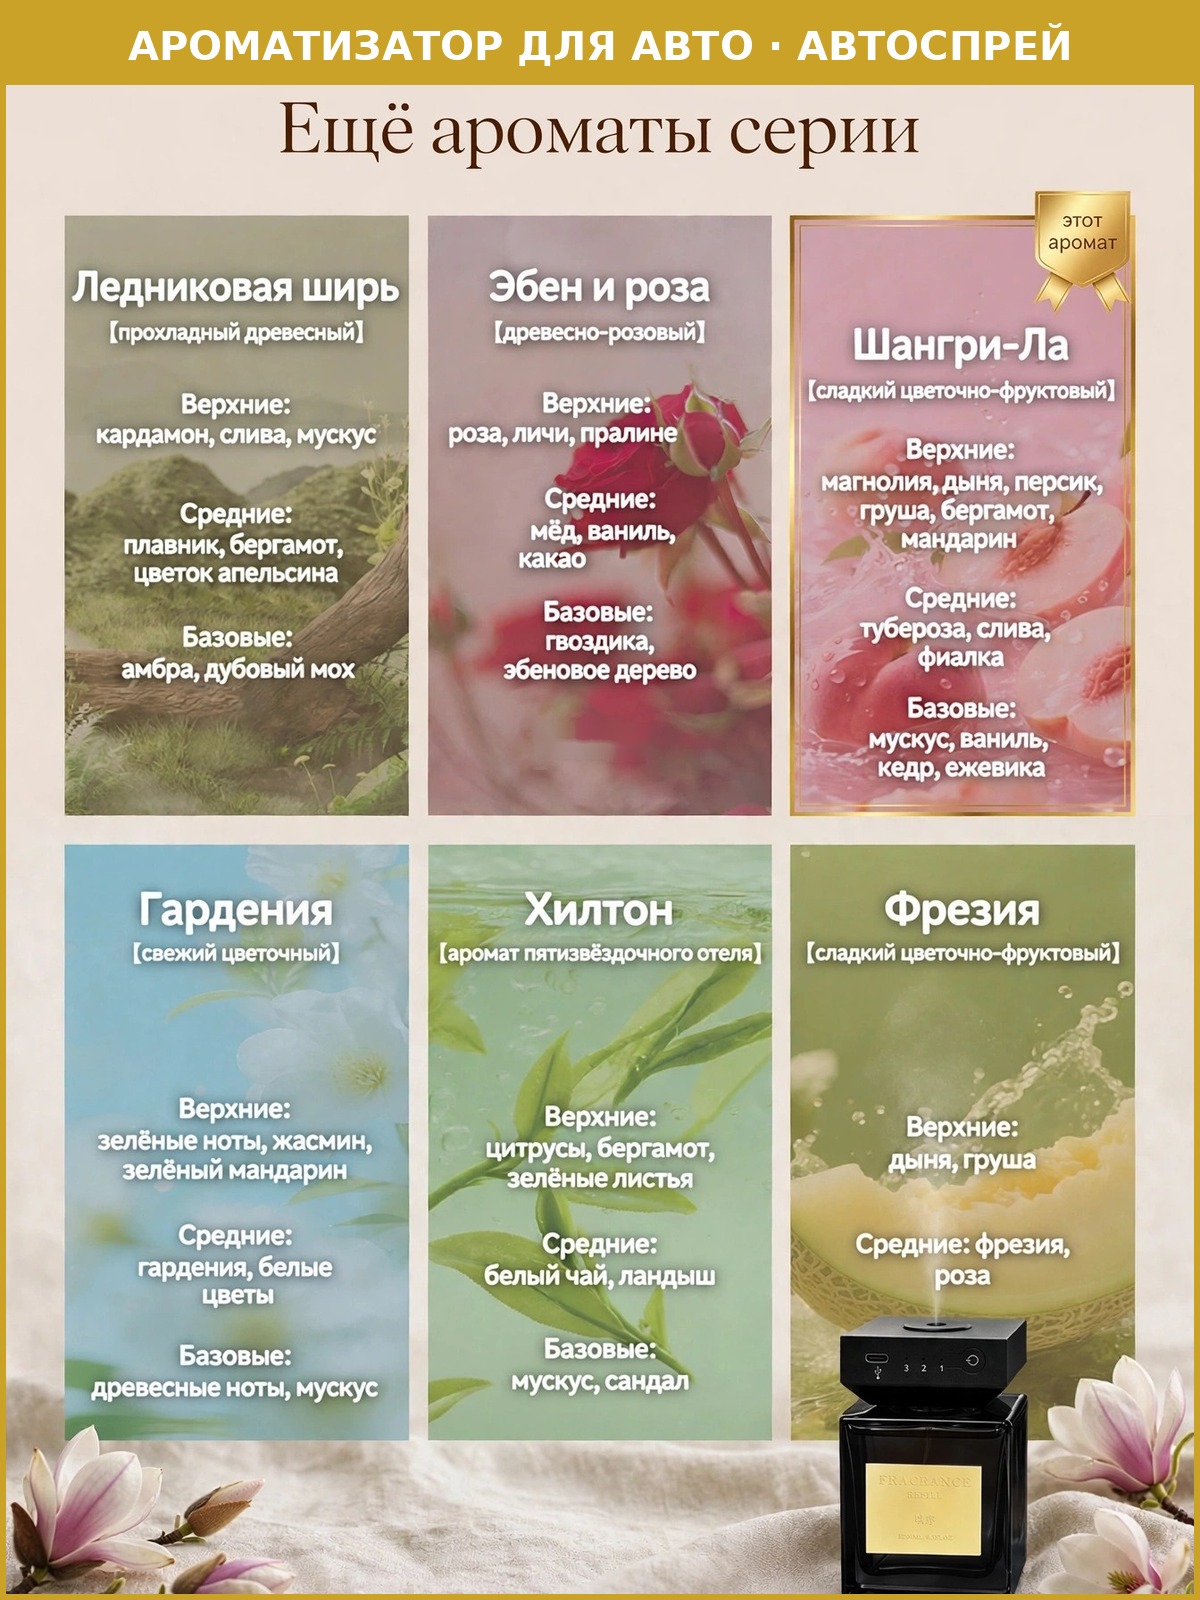 АРОМАТИЗАТОР ДЛЯ АВТО · АВТОСПРЕЙ
Ещё ароматы серии
Ледниковая ширь
【прохладный древесный】
Верхние:
кардамон, слива, мускус
Средние:
плавник, бергамот,
цветок апельсина
Базовые:
амбра, дубовый мох
Эбен и роза
【древесно-розовый】
Верхние:
роза, личи, пралине
Средние:
мёд, ваниль,
какао
Базовые:
гвоздика,
эбеновое дерево
этот
аромат
Шангри-Ла
【сладкий цветочно-фруктовый】
Верхние:
магнолия, дыня, персик,
груша, бергамот,
мандарин
Средние:
тубероза, слива,
фиалка
Базовые:
мускус, ваниль,
кедр, ежевика
Гардения
【свежий цветочный】
Верхние:
зелёные ноты, жасмин,
зелёный мандарин
Средние:
гардения, белые
цветы
Базовые:
древесные ноты, мускус
Хилтон
【аромат пятизвёздочного отеля】
Верхние:
цитрусы, бергамот,
зелёные листья
Средние:
белый чай, ландыш
Базовые:
мускус, сандал
Фрезия
【сладкий цветочно-фруктовый】
Верхние:
дыня, груша
Средние: фрезия,
роза
3 2 1
FRAGRANCE
REFILL